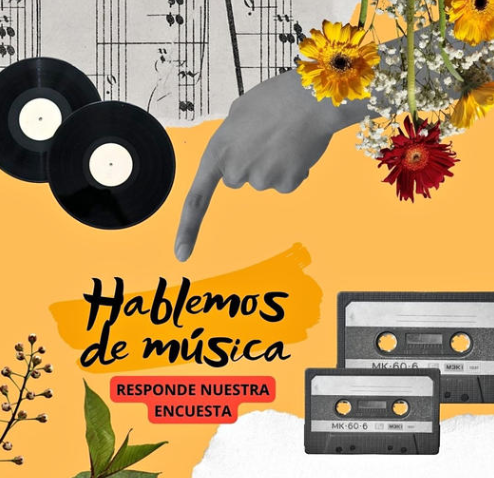 Hablemos
de música
RESPONDE NUESTRA
ENCUESTA
MK-60-6
MK-60-6